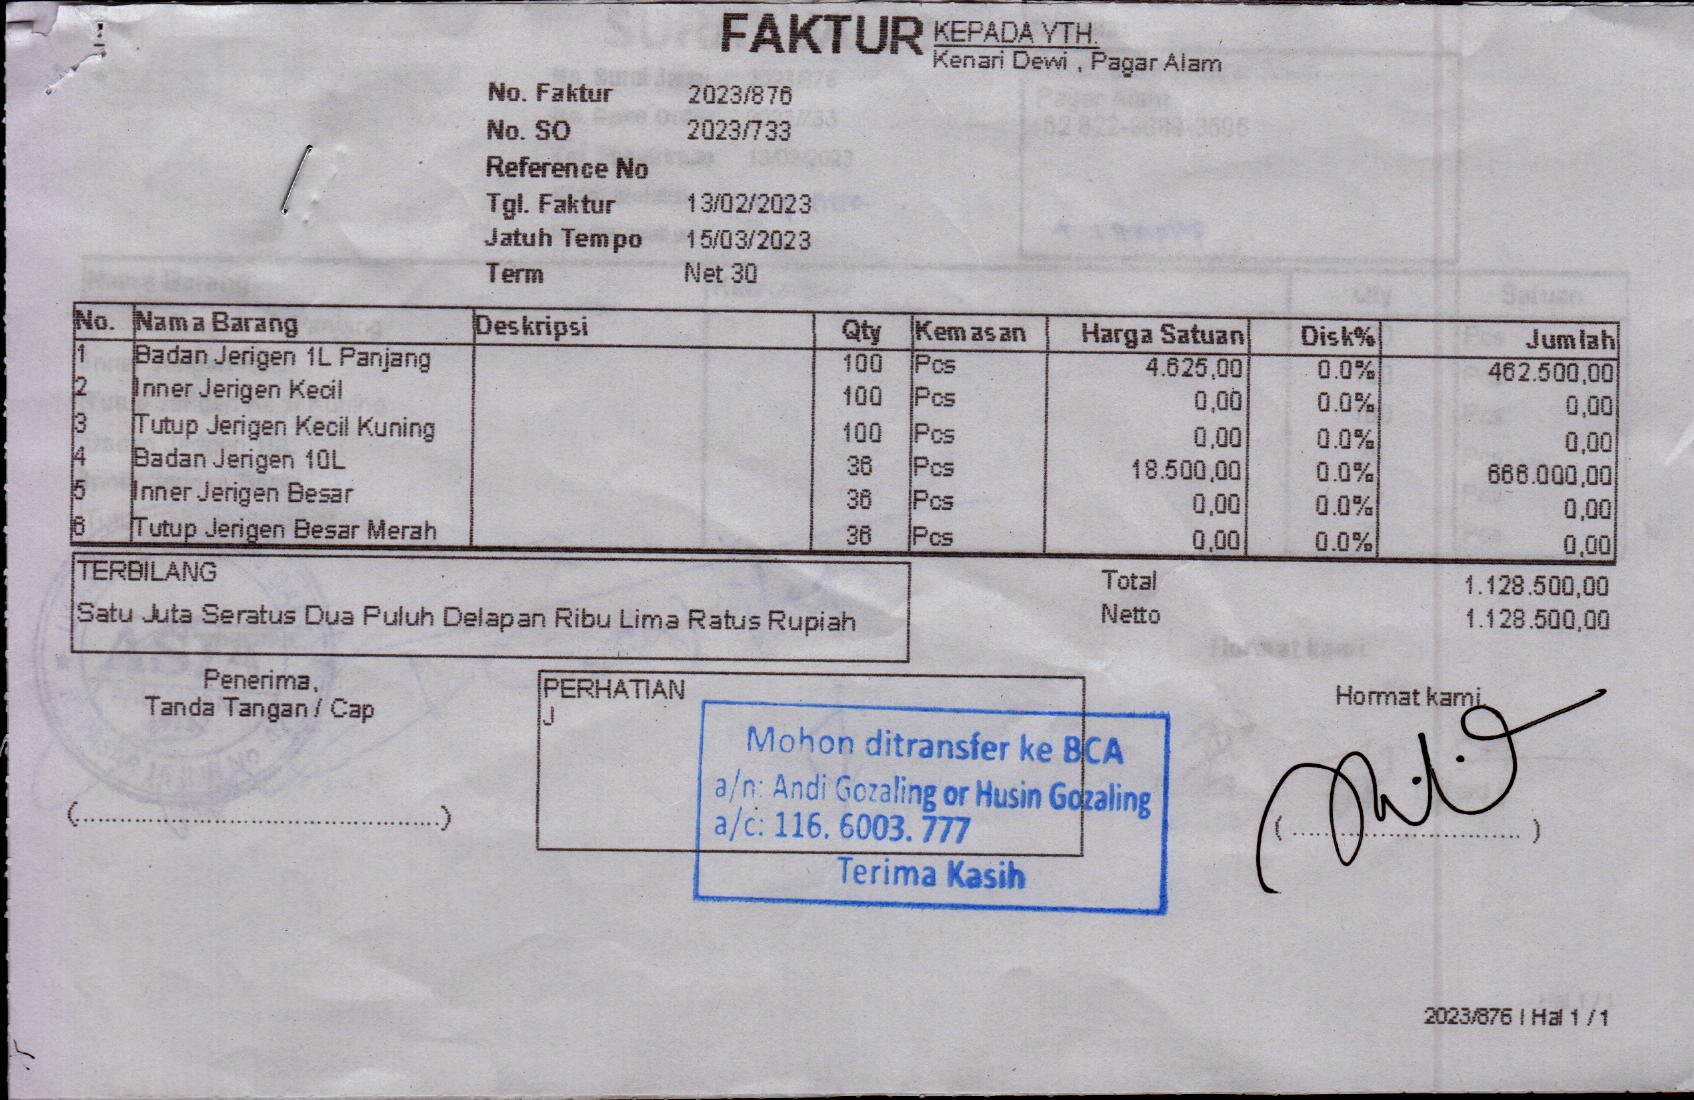 FAKTUR
KEPADA YTH.
Kenari Dewi , Pagar Alam
No. Faktur 2023/876
No. SO 2023/733
Reference No
Tgl. Faktur 13/02/2023
Jatuh Tempo 15/03/2023
Term Net 30
No. Nama Barang Deskripsi Qty Kemasan Harga Satuan Disk% Jumlah
1 Badan Jerigen 1L Panjang 100 Pcs 4.625,00 0.0% 462.500,00
2 Inner Jerigen Kecil 100 Pcs 0,00 0.0% 0,00
3 Tutup Jerigen Kecil Kuning 100 Pcs 0,00 0.0% 0,00
4 Badan Jerigen 10L 36 Pcs 18.500,00 0.0% 666.000,00
5 Inner Jerigen Besar 36 Pcs 0,00 0.0% 0,00
6 Tutup Jerigen Besar Merah 36 Pcs 0,00 0.0% 0,00
TERBILANG
Satu Juta Seratus Dua Puluh Delapan Ribu Lima Ratus Rupiah
Total 1.128.500,00
Netto 1.128.500,00
Penerima,
Tanda Tangan / Cap
(......................................)
PERHATIAN
J
Mohon ditransfer ke BCA
a/n: Andi Gozaling or Husin Gozaling
a/c: 116. 6003. 777
Terima Kasih
Hormat kami,
(..............................)
2023/876 | Hal 1 / 1